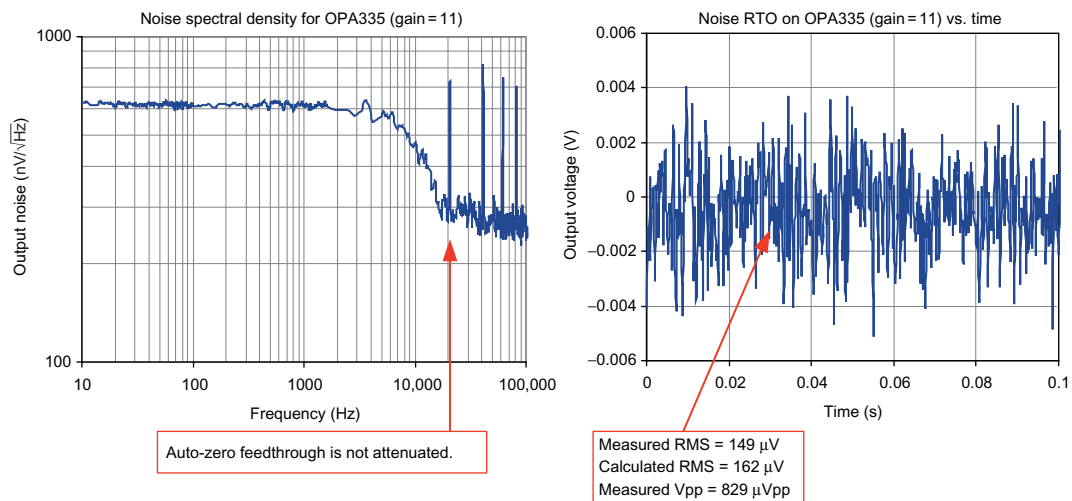 Noise spectral density for OPA335 (gain = 11)
1000
100
Output noise (nV/√Hz)
10
100
1000
10,000
100,000
Frequency (Hz)
Auto-zero feedthrough is not attenuated.
Noise RTO on OPA335 (gain = 11) vs. time
0.006
0.004
0.002
0
−0.002
−0.004
−0.006
Output voltage (V)
0
0.02
0.04
0.06
0.08
0.1
Time (s)
Measured RMS = 149 μV
Calculated RMS = 162 μV
Measured Vpp = 829 μVpp